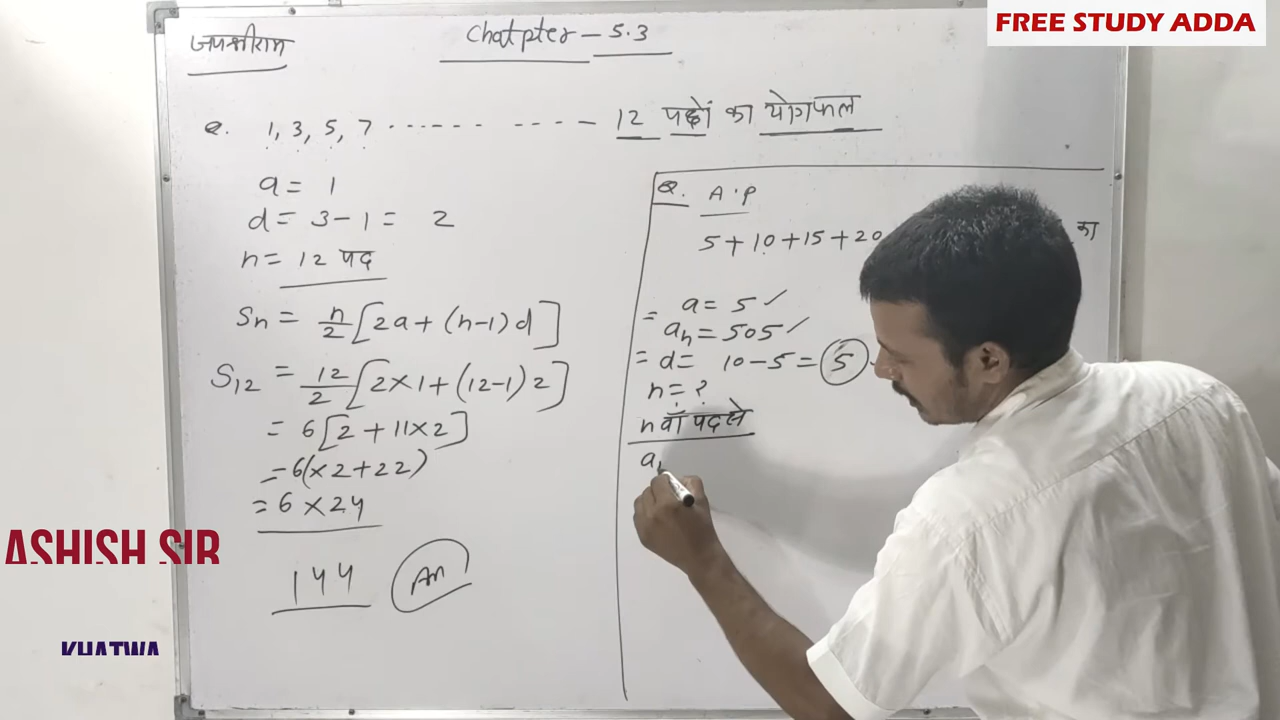 FREE STUDY ADDA
जयश्रीराम
Chatpter - 5.3
Q. 1, 3, 5, 7 ------ ---- 12 पदों का योगफल
a = 1
d = 3 - 1 = 2
n = 12 पद
Sn = n/2 [2a + (n-1) d]
S12 = 12/2 [2×1 + (12-1) 2]
= 6 [2 + 11×2]
= 6(×2+22)
= 6 × 24
144 An
Q. A.P
5 + 10 + 15 + 20 का
= a = 5 ✓
an = 505 ✓
= d = 10 - 5 = 5
n = ?
n वाँ पद से
a
ASHISH SIR
KHATWA